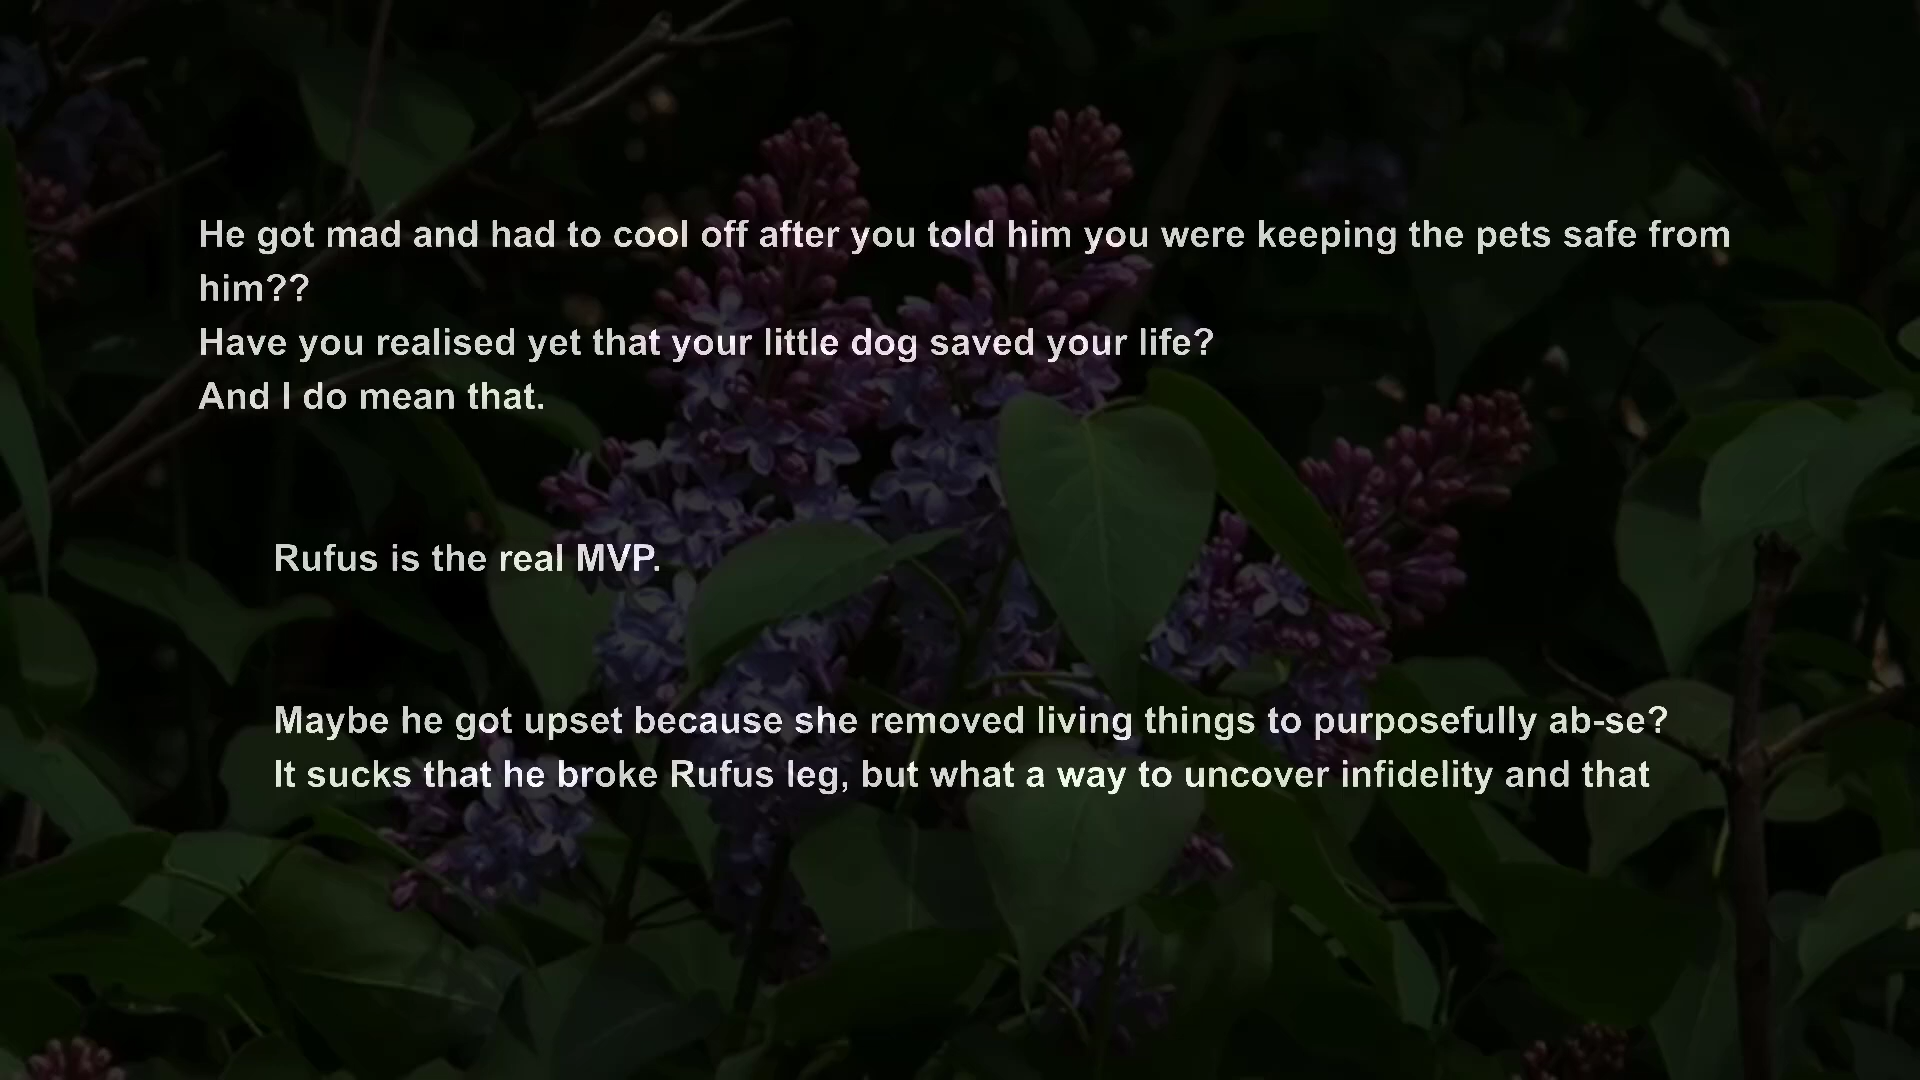 He got mad and had to cool off after you told him you were keeping the pets safe from
him??
Have you realised yet that your little dog saved your life?
And I do mean that.
Rufus is the real MVP.
Maybe he got upset because she removed living things to purposefully ab-se?
It sucks that he broke Rufus leg, but what a way to uncover infidelity and that